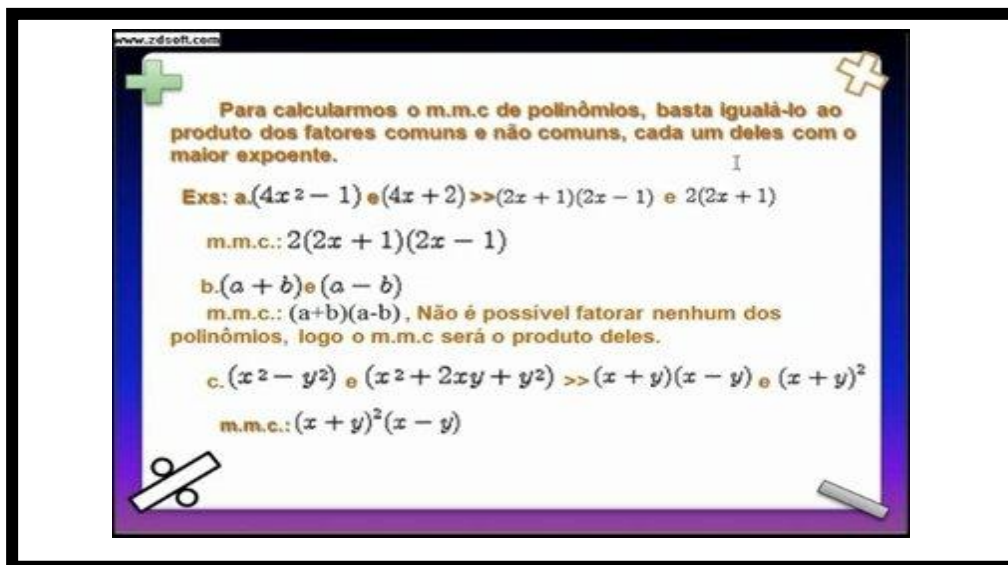 www.zdsoft.com
Para calcularmos o m.m.c de polinômios, basta igualá-lo ao
produto dos fatores comuns e não comuns, cada um deles com o
maior expoente.
Exs: a.(4x² − 1) e (4x + 2) >> (2x + 1)(2x − 1) e 2(2x + 1)
m.m.c.: 2(2x + 1)(2x − 1)
b.(a + b) e (a − b)
m.m.c.: (a+b)(a-b) , Não é possível fatorar nenhum dos
polinômios, logo o m.m.c será o produto deles.
c. (x² − y²) e (x² + 2xy + y²) >> (x + y)(x − y) e (x + y)²
m.m.c.: (x + y)²(x − y)